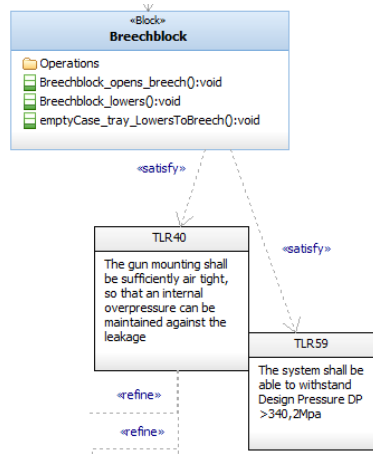 «Block»
Breechblock
Operations
Breechblock_opens_breech():void
Breechblock_lowers():void
emptyCase_tray_LowersToBreech():void
«satisfy»
TLR40
The gun mounting shall
be sufficiently air tight,
so that an internal
overpressure can be
maintained against the
leakage
«satisfy»
TLR59
The system shall be
able to withstand
Design Pressure DP
>340,2Mpa
«refine»
«refine»